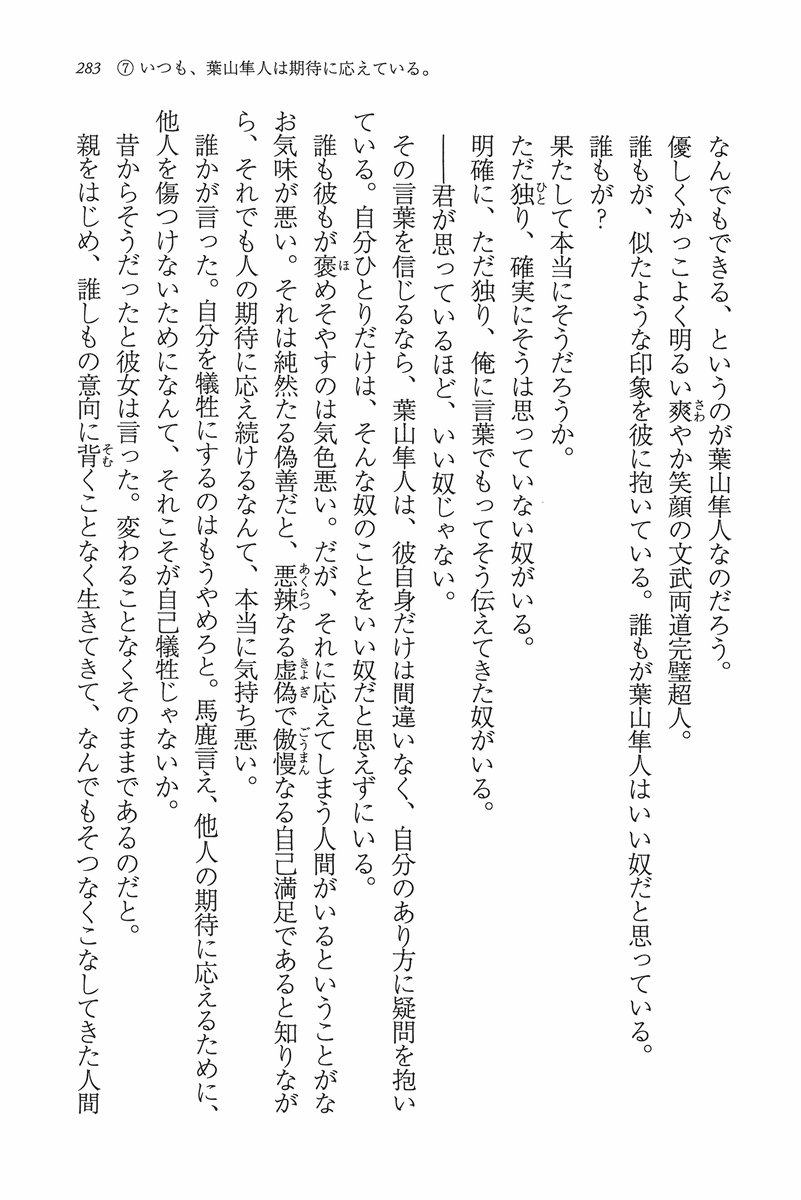 283 ⑦ いつも、葉山隼人は期待に応えている。
なんでもできる、というのが葉山隼人なのだろう。
優しくかっこよく明るい爽やか笑顔の文武両道完璧超人。
誰もが、似たような印象を彼に抱いている。誰もが葉山隼人はいい奴だと思っている。
誰もが?
果たして本当にそうだろうか。
ただ独り、確実にそうは思っていない奴がいる。
明確に、ただ独り、俺に言葉でもってそう伝えてきた奴がいる。
――君が思っているほど、いい奴じゃない。
その言葉を信じるなら、葉山隼人は、彼自身だけは間違いなく、自分のあり方に疑問を抱い
ている。自分ひとりだけは、そんな奴のことをいい奴だと思えずにいる。
誰も彼もが褒めそやすのは気色悪い。だが、それに応えてしまう人間がいるということがな
お気味が悪い。それは純然たる偽善だと、悪辣なる虚偽で傲慢なる自己満足であると知りなが
ら、それでも人の期待に応え続けるなんて、本当に気持ち悪い。
誰かが言った。自分を犠牲にするのはもうやめろと。馬鹿言え、他人の期待に応えるために、
他人を傷つけないためになんて、それこそが自己犠牲じゃないか。
昔からそうだったと彼女は言った。変わることなくそのままであるのだと。
親をはじめ、誰しもの意向に背くことなく生きてきて、なんでもそつなくこなしてきた人間